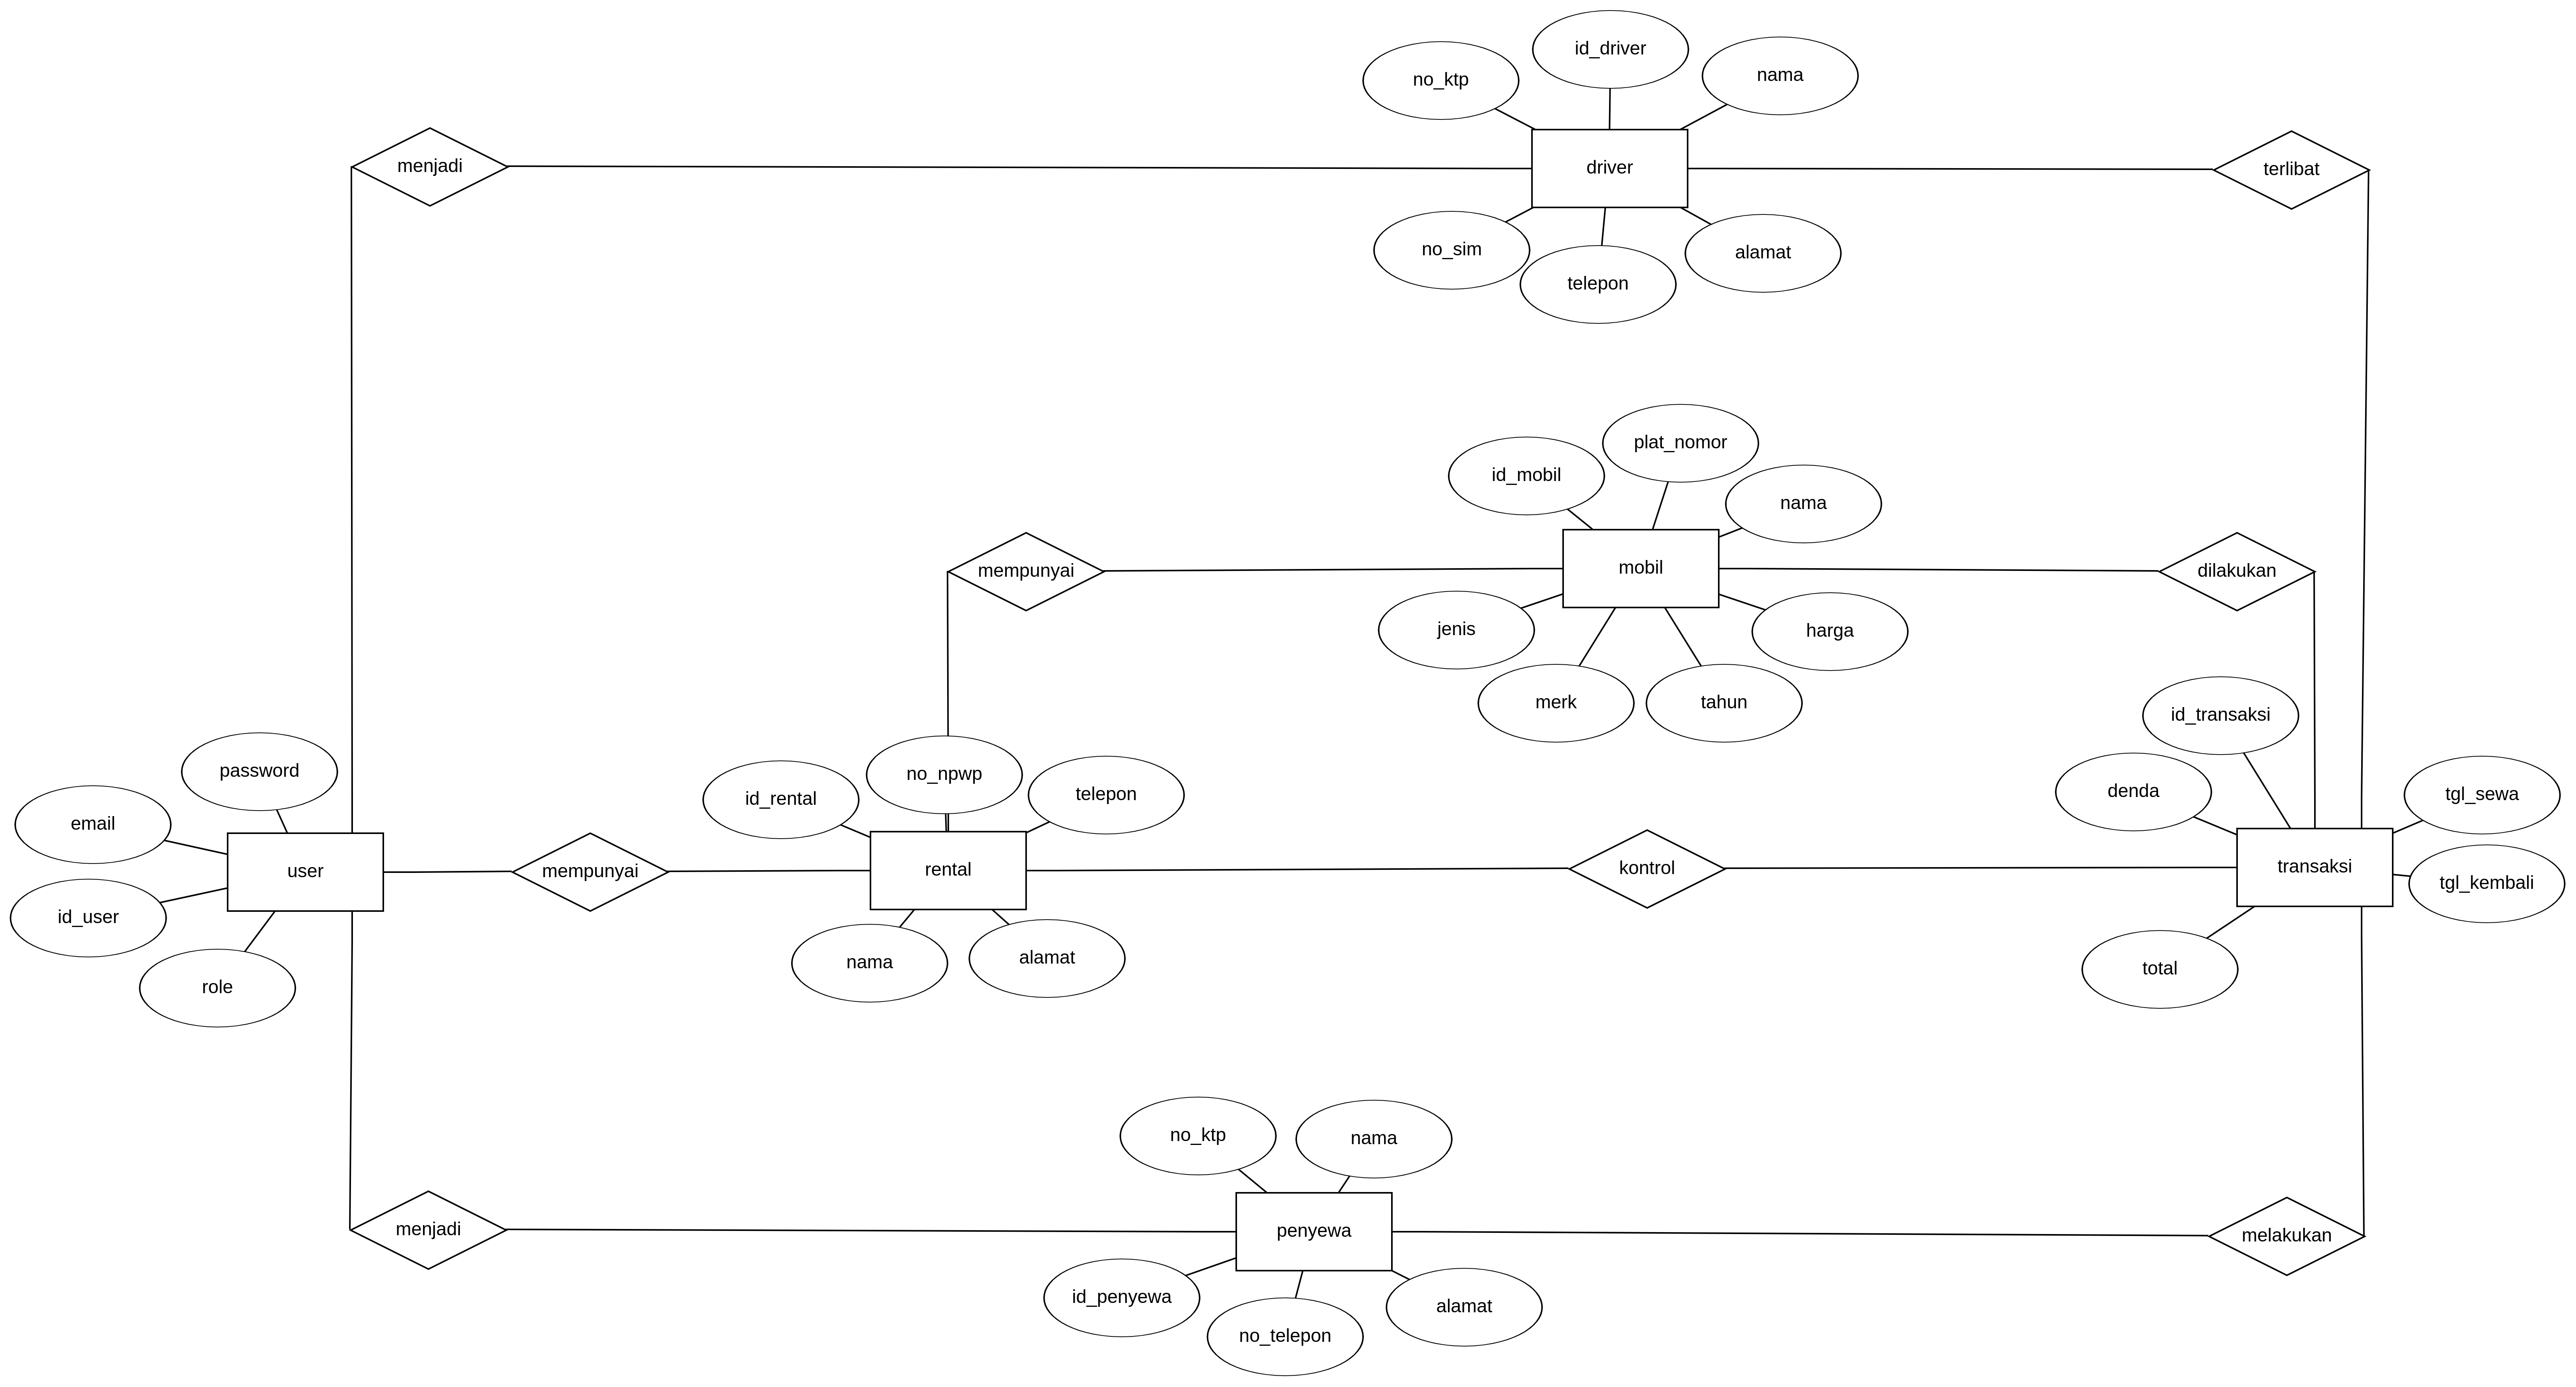 id_driver
no_ktp
nama
menjadi
driver
terlibat
no_sim
telepon
alamat
plat_nomor
id_mobil
nama
mempunyai
mobil
dilakukan
jenis
harga
merk
tahun
id_transaksi
password
email
id_rental
no_npwp
telepon
denda
tgl_sewa
user
mempunyai
rental
kontrol
transaksi
tgl_kembali
id_user
role
nama
alamat
total
no_ktp
nama
menjadi
penyewa
melakukan
id_penyewa
no_telepon
alamat